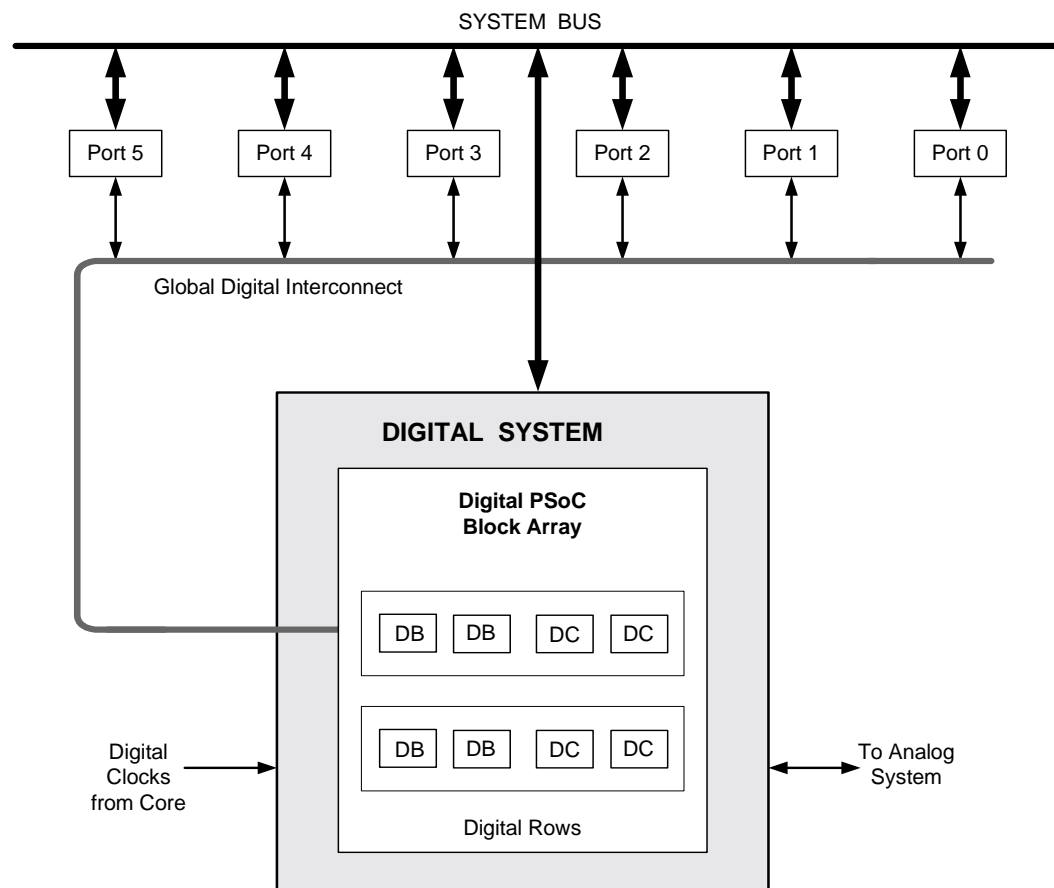 SYSTEM BUS
Port 5
Port 4
Port 3
Port 2
Port 1
Port 0
Global Digital Interconnect
DIGITAL SYSTEM
Digital PSoC
Block Array
DB
DB
DC
DC
DB
DB
DC
DC
Digital Rows
Digital
Clocks
from Core
To Analog
System